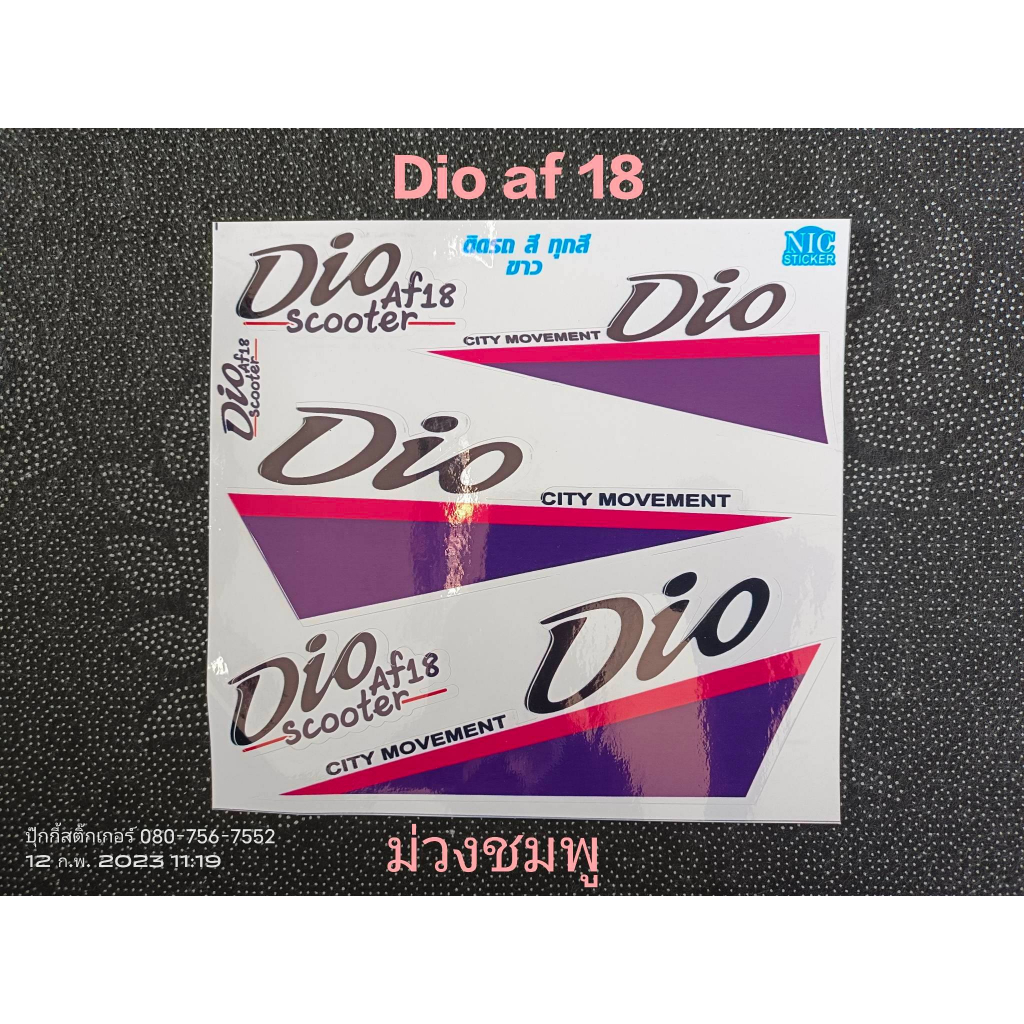 Dio af 18
ติดรถ สี ทุกสี
ขาว
NIC
STICKER
Dio
Af18
Scooter
Dio
CITY MOVEMENT
Dio
Af18
Scooter
Dio
CITY MOVEMENT
Dio
Dio
Af18
Scooter
CITY MOVEMENT
ปุ๊กกี้สติ๊กเกอร์ 080-756-7552
12 ก.พ. 2023 11:19
ม่วงชมพู